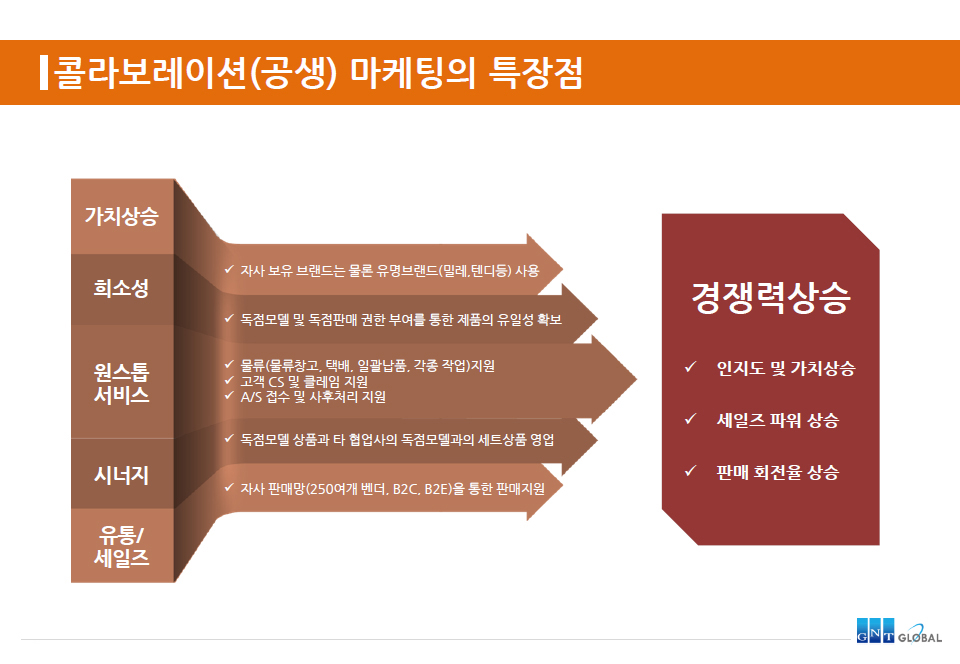 콜라보레이션(공생) 마케팅의 특장점
가치상승
✓ 자사 보유 브랜드는 물론 유명브랜드(밀레,텐디등) 사용
희소성
✓ 독점모델 및 독점판매 권한 부여를 통한 제품의 유일성 확보
원스톱
서비스
✓ 물류(물류창고, 택배, 일괄납품, 각종 작업)지원
✓ 고객 CS 및 클레임 지원
✓ A/S 접수 및 사후처리 지원
시너지
✓ 독점모델 상품과 타 협업사의 독점모델과의 세트상품 영업
유통/
세일즈
✓ 자사 판매망(250여개 벤더, B2C, B2E)을 통한 판매지원
경쟁력상승
✓ 인지도 및 가치상승
✓ 세일즈 파워 상승
✓ 판매 회전율 상승
GNT GLOBAL